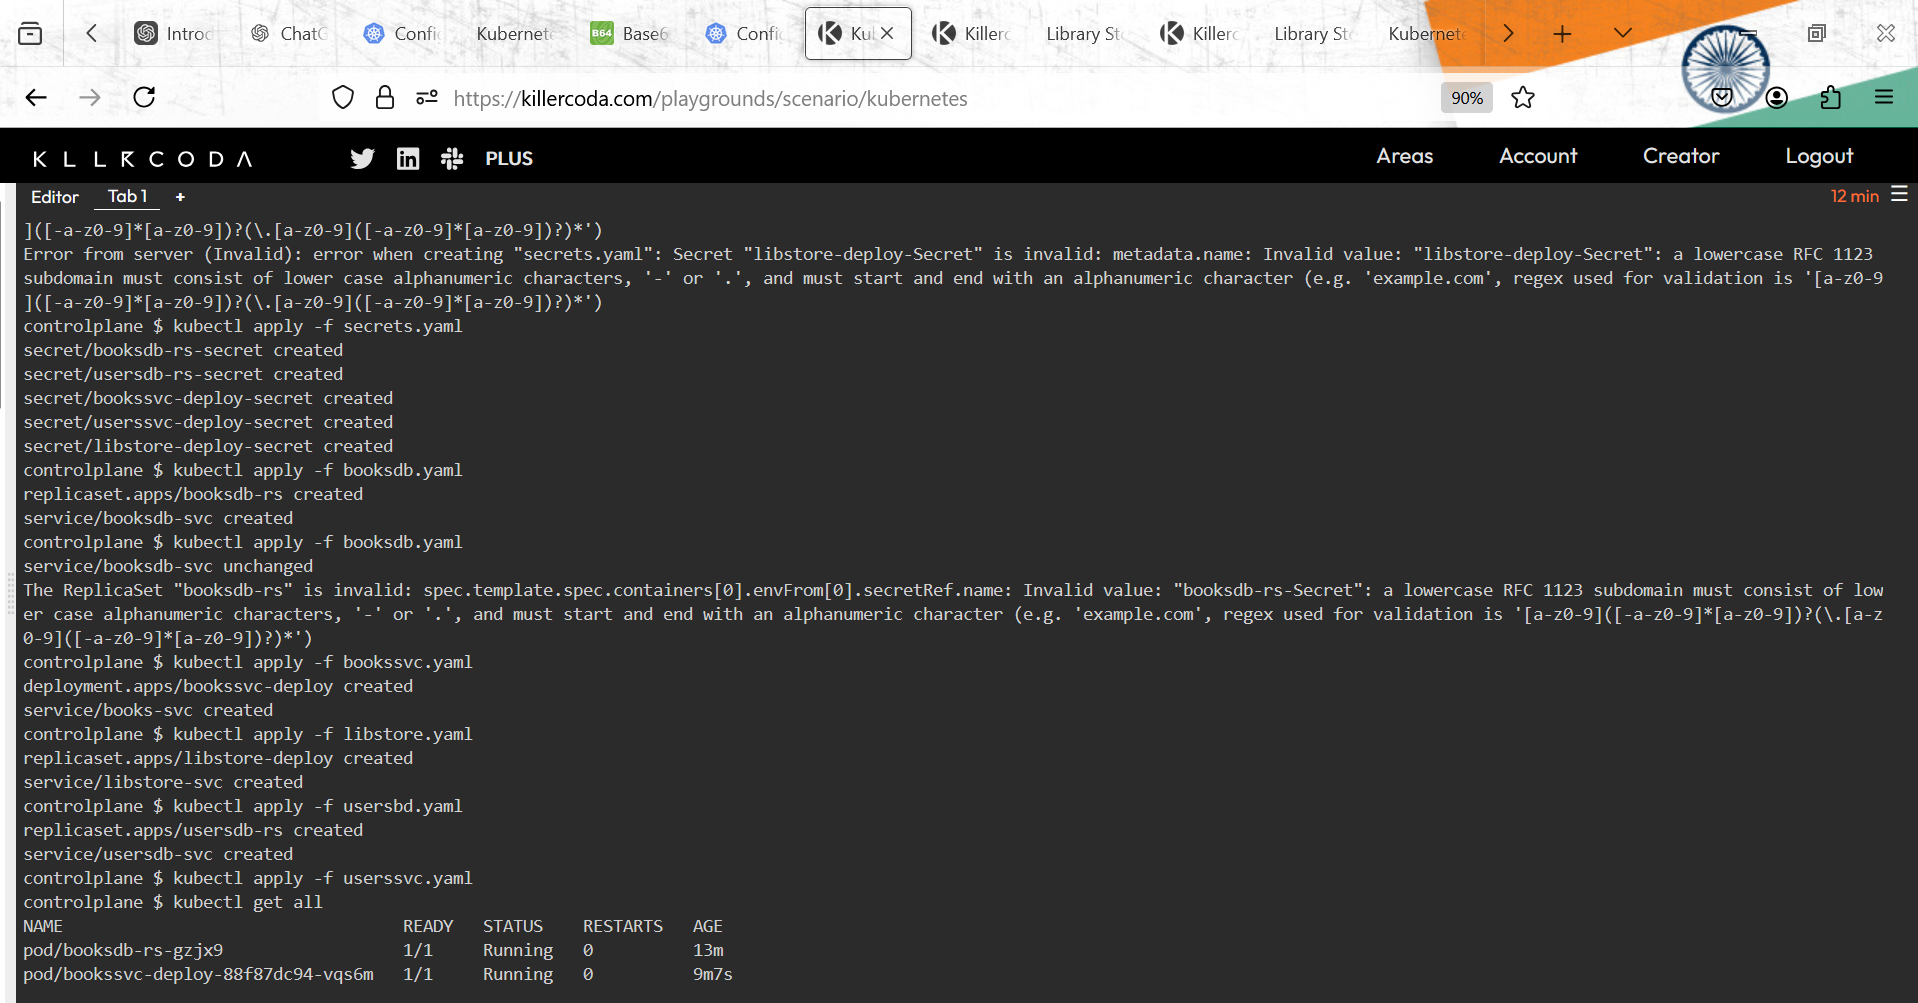 Introd
ChatG
Config
Kubernete
B64 Base6
Config
Kul
Killerc
Library Sto
Killerc
Library Sto
Kubernete
https://killercoda.com/playgrounds/scenario/kubernetes
90%
KLLRCODA
PLUS
Areas
Account
Creator
Logout
Editor
Tab 1
+
12 min
]([-a-z0-9]*[a-z0-9])?(\.[a-z0-9]([-a-z0-9]*[a-z0-9])?)*')
Error from server (Invalid): error when creating "secrets.yaml": Secret "libstore-deploy-Secret" is invalid: metadata.name: Invalid value: "libstore-deploy-Secret": a lowercase RFC 1123
subdomain must consist of lower case alphanumeric characters, '-' or '.', and must start and end with an alphanumeric character (e.g. 'example.com', regex used for validation is '[a-z0-9
]([-a-z0-9]*[a-z0-9])?(\.[a-z0-9]([-a-z0-9]*[a-z0-9])?)*')
controlplane $ kubectl apply -f secrets.yaml
secret/booksdb-rs-secret created
secret/usersdb-rs-secret created
secret/bookssvc-deploy-secret created
secret/userssvc-deploy-secret created
secret/libstore-deploy-secret created
controlplane $ kubectl apply -f booksdb.yaml
replicaset.apps/booksdb-rs created
service/booksdb-svc created
controlplane $ kubectl apply -f booksdb.yaml
service/booksdb-svc unchanged
The ReplicaSet "booksdb-rs" is invalid: spec.template.spec.containers[0].envFrom[0].secretRef.name: Invalid value: "booksdb-rs-Secret": a lowercase RFC 1123 subdomain must consist of low
er case alphanumeric characters, '-' or '.', and must start and end with an alphanumeric character (e.g. 'example.com', regex used for validation is '[a-z0-9]([-a-z0-9]*[a-z0-9])?(\.[a-z
0-9]([-a-z0-9]*[a-z0-9])?)*')
controlplane $ kubectl apply -f bookssvc.yaml
deployment.apps/bookssvc-deploy created
service/books-svc created
controlplane $ kubectl apply -f libstore.yaml
replicaset.apps/libstore-deploy created
service/libstore-svc created
controlplane $ kubectl apply -f usersbd.yaml
replicaset.apps/usersdb-rs created
service/usersdb-svc created
controlplane $ kubectl apply -f userssvc.yaml
controlplane $ kubectl get all
NAME READY STATUS RESTARTS AGE
pod/booksdb-rs-gzjx9 1/1 Running 0 13m
pod/bookssvc-deploy-88f87dc94-vqs6m 1/1 Running 0 9m7s